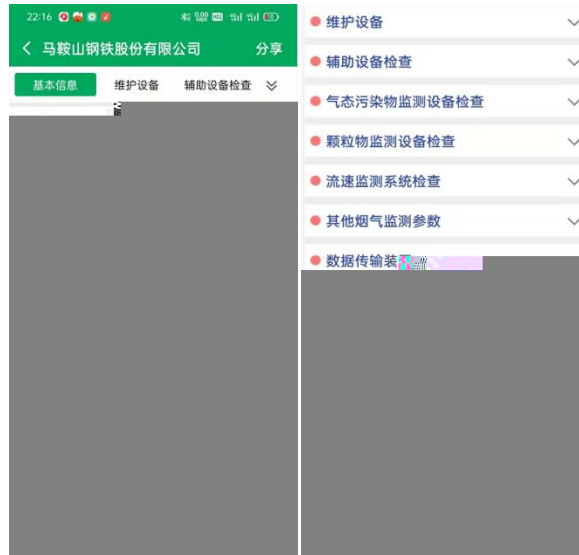 22:16
马鞍山钢铁股份有限公司 分享
基本信息 维护设备 辅助设备检查
维护设备
辅助设备检查
气态污染物监测设备检查
颗粒物监测设备检查
流速监测系统检查
其他烟气监测参数
数据传输装